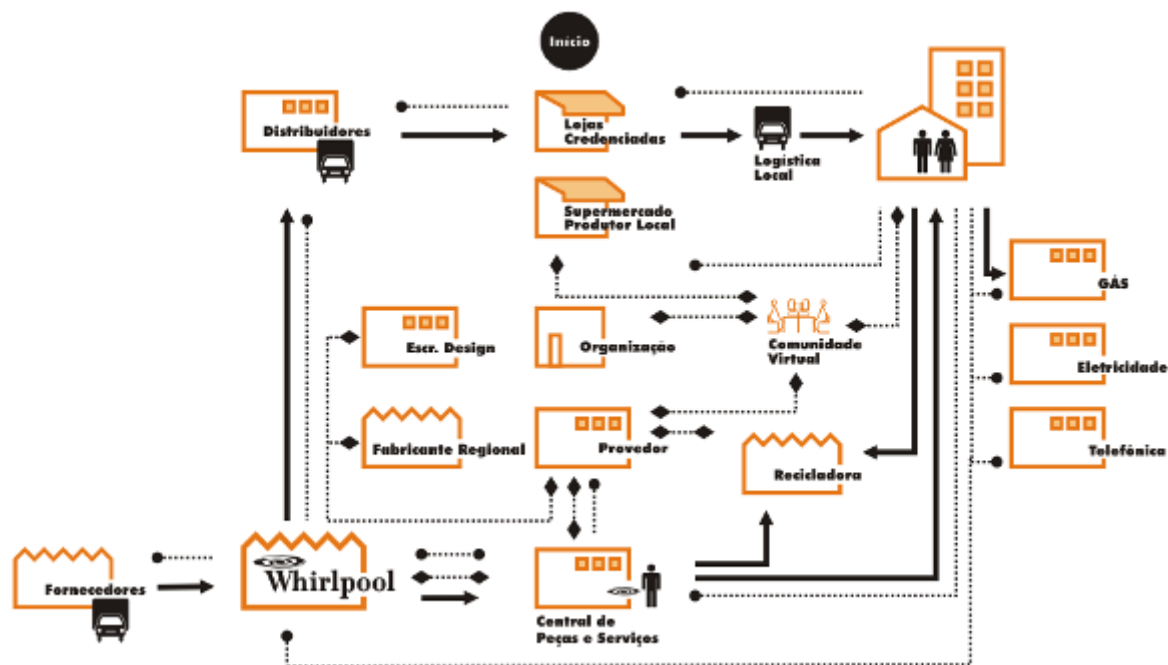 Início
Distribuidores
Lojas
Credenciadas
Logística
Local
Supermercado
Produtor Local
GÁS
Escr. Design
Organização
Comunidade
Virtual
Eletricidade
Fabricante Regional
Provedor
Recicladora
Telefônica
Fornecedores
Whirlpool
Central de
Peças e Serviços